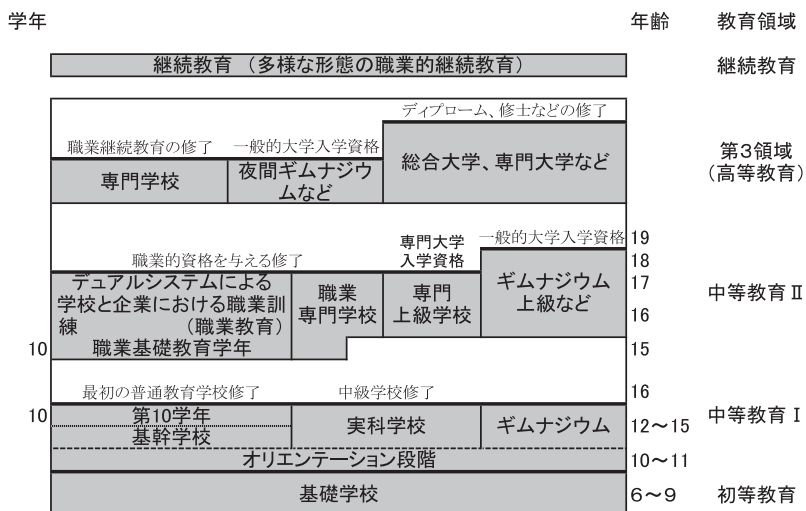 学年
年齢
教育領域
継続教育 （多様な形態の職業的継続教育）
継続教育
ディプローム、修士などの修了
職業継続教育の修了
一般的大学入学資格
専門学校
夜間ギムナジウ
ムなど
総合大学、専門大学など
第３領域
（高等教育）
一般的大学入学資格
19
職業的資格を与える修了
専門大学
入学資格
18
デュアルシステムによる
学校と企業における職業訓
練 （職業教育）
職業
専門学校
専門
上級学校
ギムナジウム
上級など
17
16
中等教育Ⅱ
10
職業基礎教育学年
15
最初の普通教育学校修了
中級学校修了
16
10
第10学年
基幹学校
実科学校
ギムナジウム
12～15
中等教育Ⅰ
オリエンテーション段階
10～11
基礎学校
6～9
初等教育